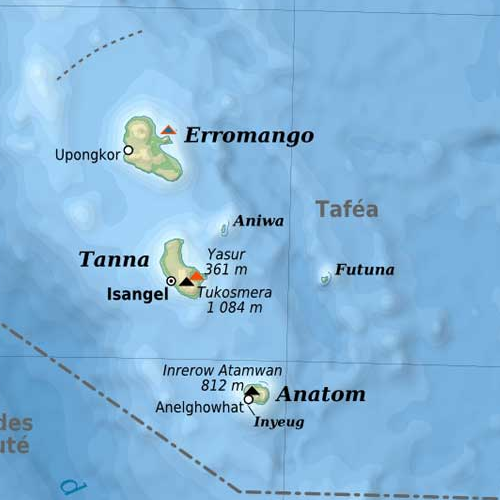 Erromango
Upongkor
Taféa
Aniwa
Tanna
Yasur
361 m
Futuna
Isangel
Tukosmera
1 084 m
Inrerow Atamwan
812 m
Anatom
Anelghowhat
Inyeug
des
uté